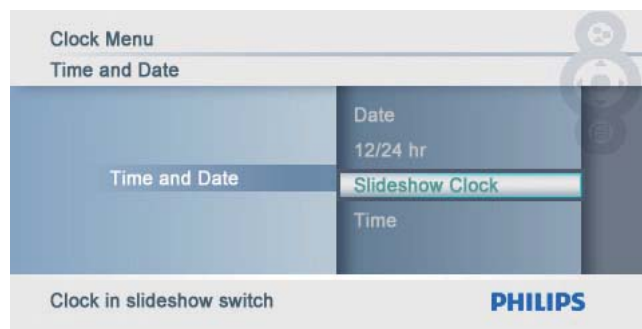 Clock Menu
Time and Date
Time and Date
Date
12/24 hr
Slideshow Clock
Time
Clock in slideshow switch
PHILIPS